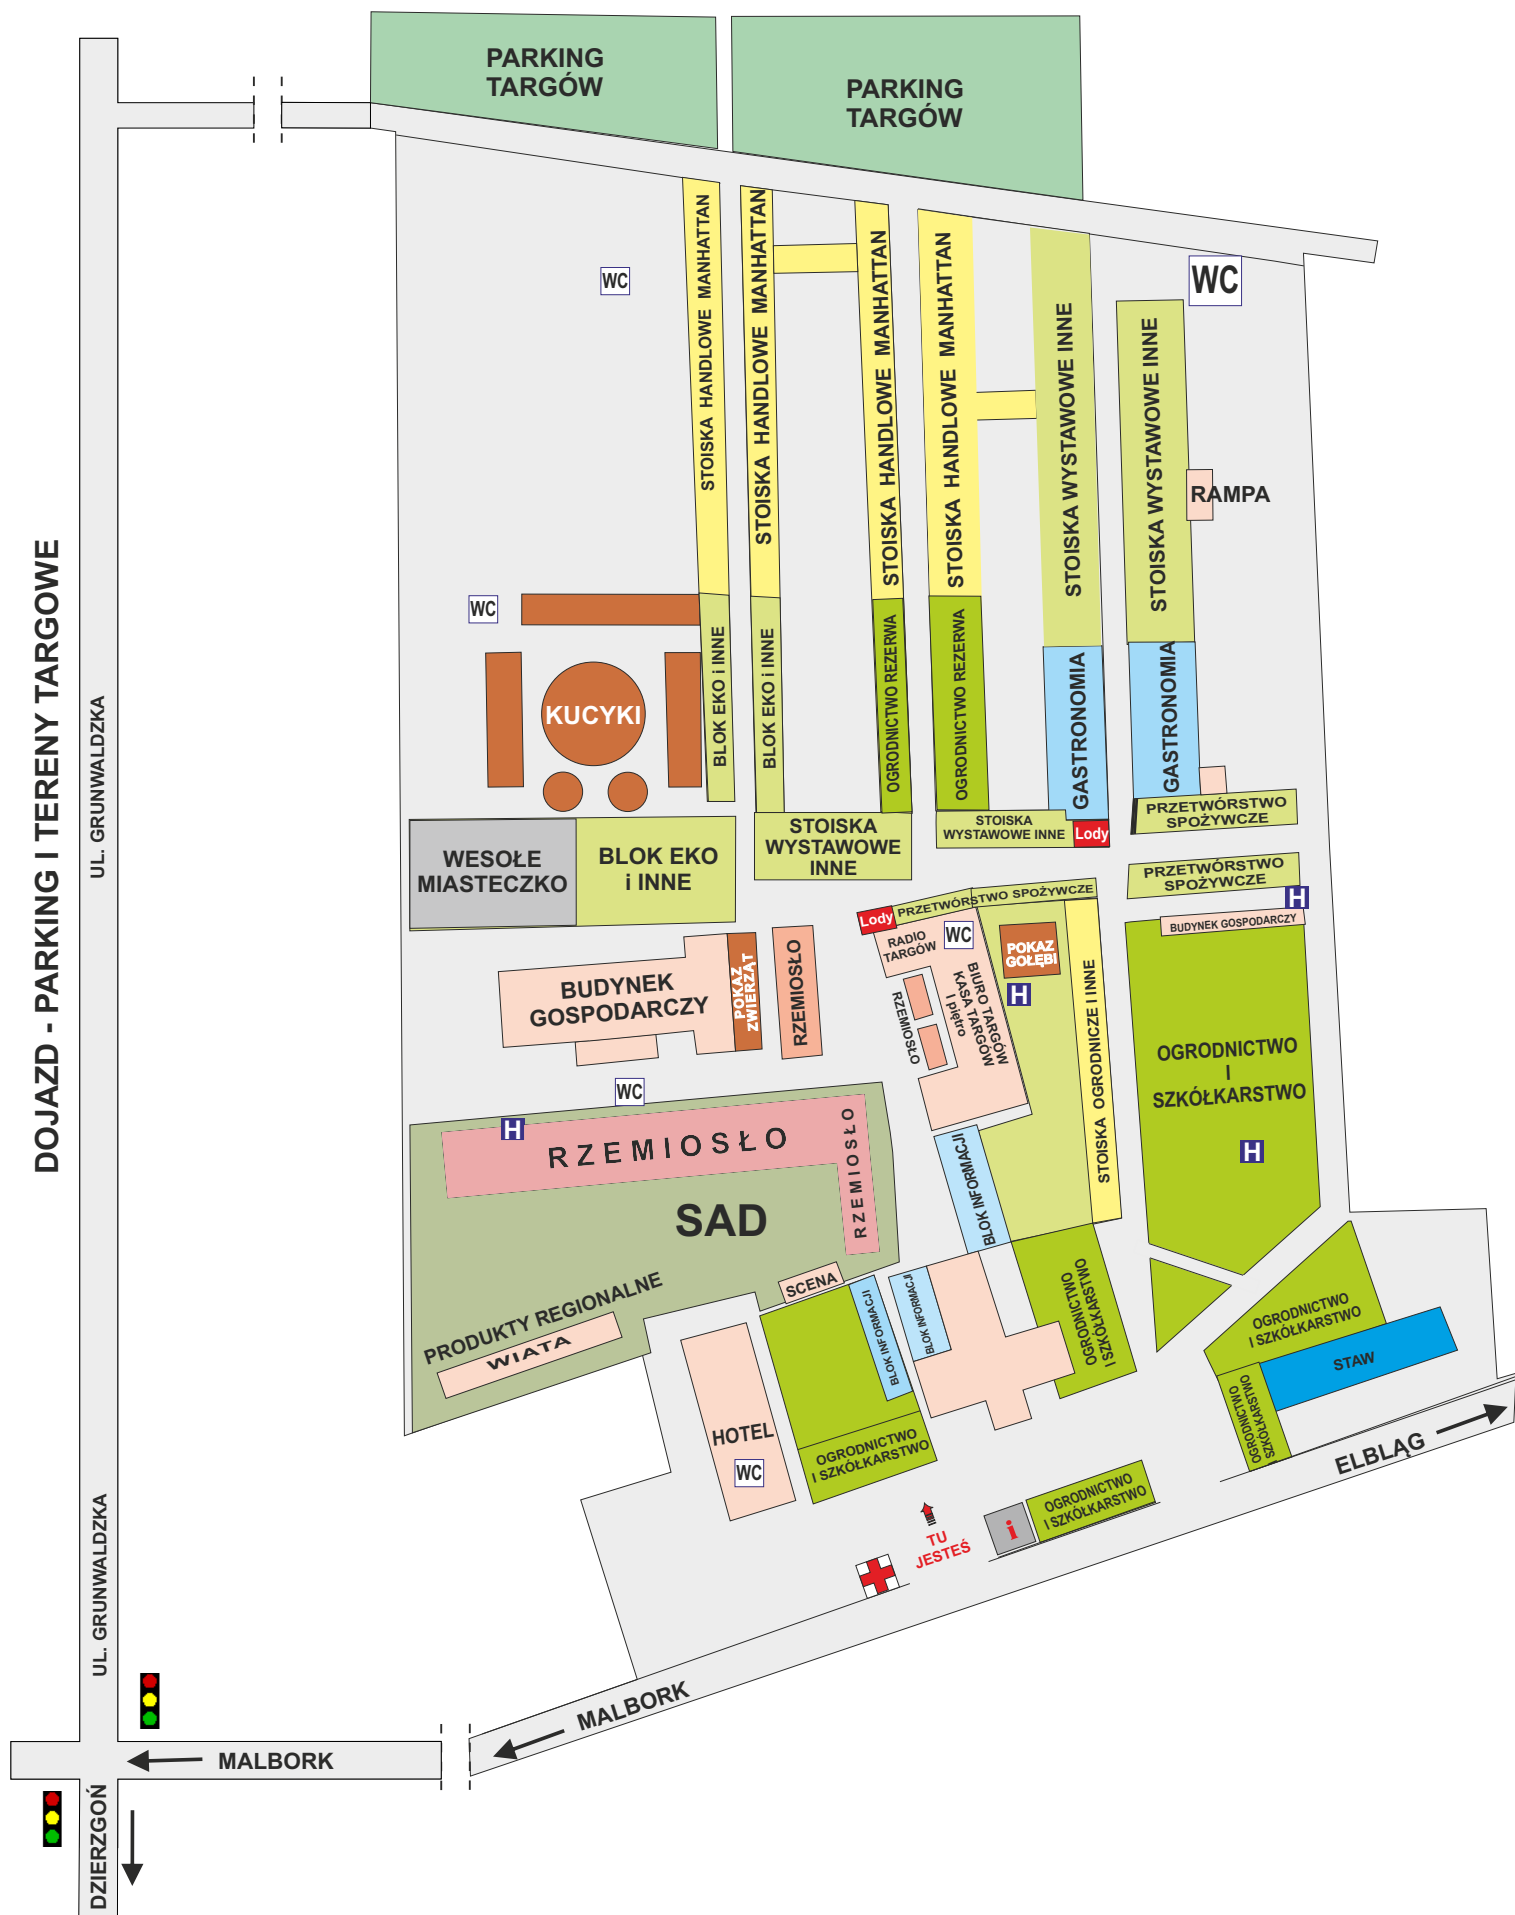 PARKING
TARGÓW
PARKING
TARGÓW
DOJAZD - PARKING I TERENY TARGOWE
UL. GRUNWALDZKA
UL. GRUNWALDZKA
STOISKA HANDLOWE MANHATTAN
STOISKA HANDLOWE MANHATTAN
STOISKA HANDLOWE MANHATTAN
STOISKA HANDLOWE MANHATTAN
STOISKA WYSTAWOWE INNE
STOISKA WYSTAWOWE INNE
WC
WC
RAMPA
WC
KUCYKI
BLOK EKO i INNE
BLOK EKO i INNE
OGRODNICTWO REZERWA
OGRODNICTWO REZERWA
GASTRONOMIA
GASTRONOMIA
PRZETWÓRSTWO
SPOŻYWCZE
WESOŁE
MIASTECZKO
BLOK EKO
i INNE
STOISKA
WYSTAWOWE
INNE
STOISKA
WYSTAWOWE INNE
Lody
PRZETWÓRSTWO
SPOŻYWCZE
H
BUDYNEK GOSPODARCZY
Lody
PRZETWÓRSTWO SPOŻYWCZE
RADIO
TARGÓW
WC
POKAZ
GOŁĘBI
H
BUDYNEK
GOSPODARCZY
POKAZ
ZWIERZĄT
RZEMIOSŁO
RZEMIOSŁO
BIURO TARGÓW
KASA TARGÓW
I piętro
STOISKA OGRODNICZE I INNE
OGRODNICTWO
I
SZKÓŁKARSTWO
H
WC
H
RZEMIOSŁO
RZEMIOSŁO
SAD
BLOK INFORMACJI
SCENA
PRODUKTY REGIONALNE
WIATA
BLOK INFORMACJI
BLOK INFORMACJI
OGRODNICTWO
I SZKÓŁKARSTWO
OGRODNICTWO
I SZKÓŁKARSTWO
STAW
OGRODNICTWO
I SZKÓŁKARSTWO
HOTEL
WC
OGRODNICTWO
I SZKÓŁKARSTWO
ELBLĄG
OGRODNICTWO
I SZKÓŁKARSTWO
i
TU
JESTEŚ
MALBORK
MALBORK
DZIERZGOŃ